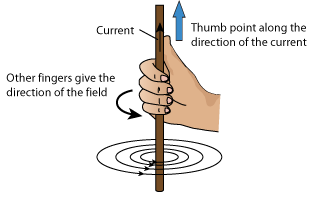 Current
Thumb point along the
direction of the current
Other fingers give the
direction of the field